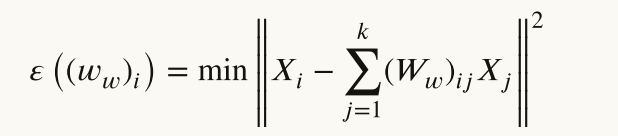 ε ((w_w)_i) = min ‖ X_i − ∑_{j=1}^{k} (W_w)_{ij} X_j ‖^2